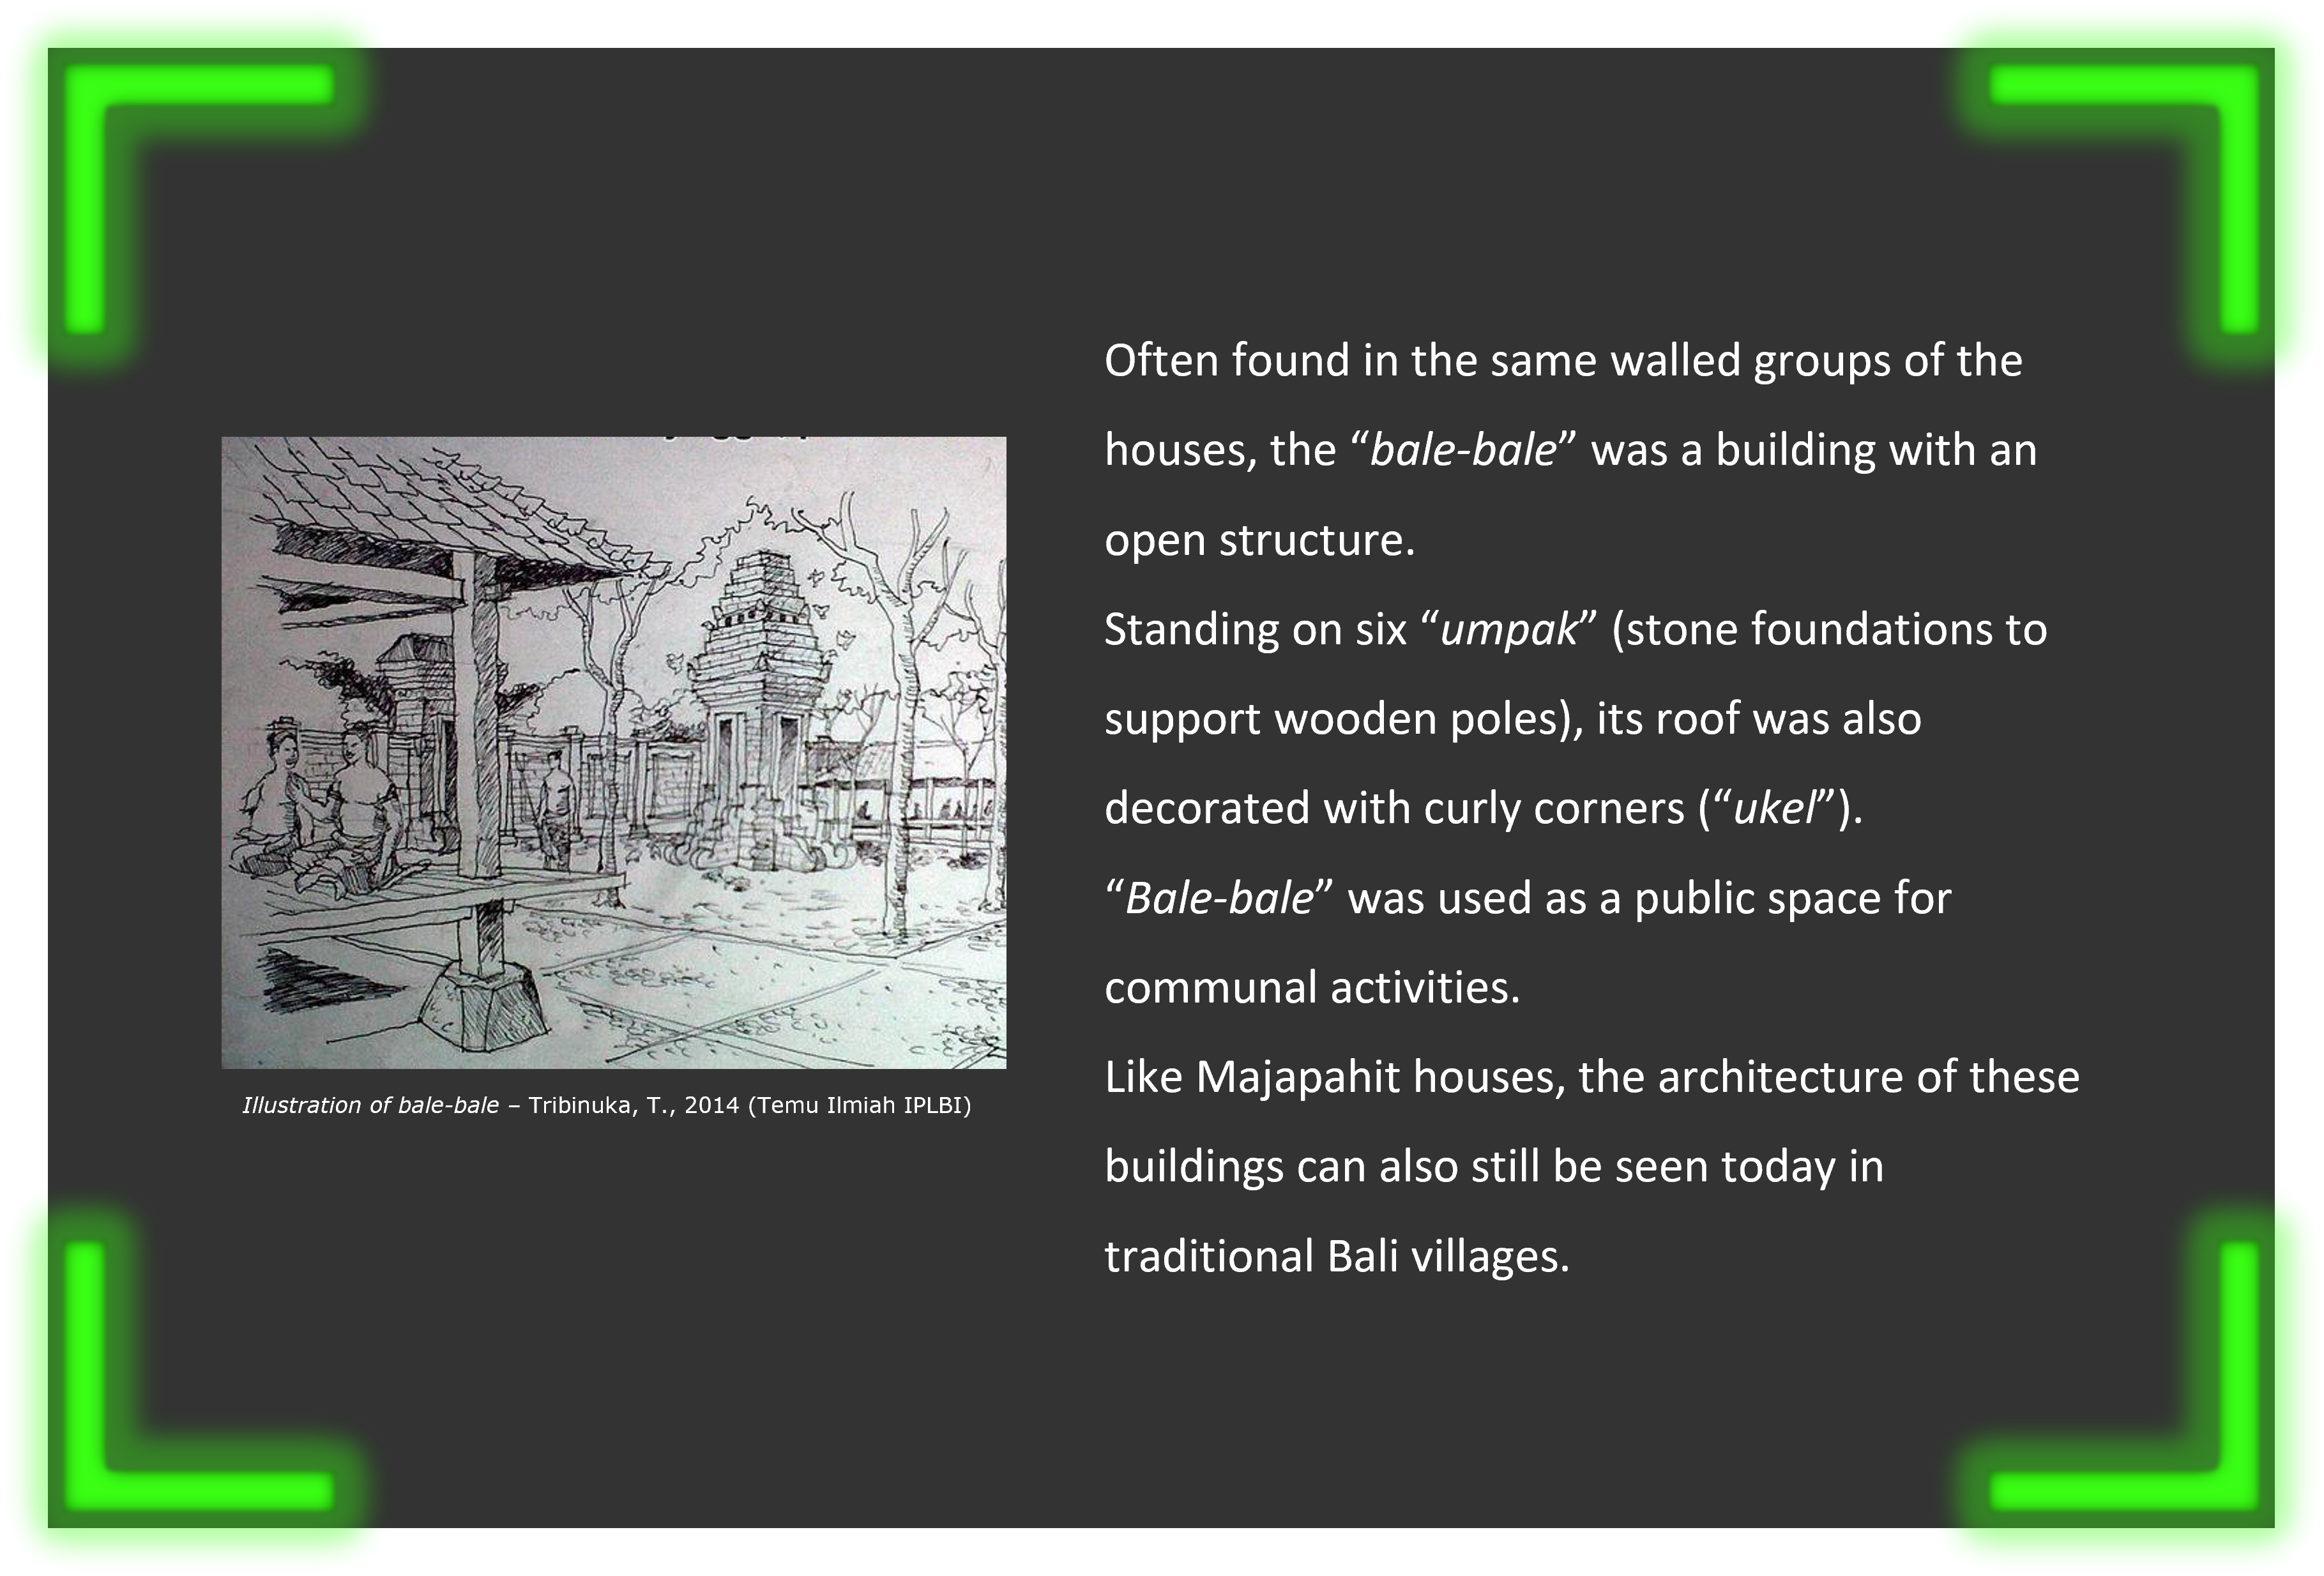 Often found in the same walled groups of the
houses, the “bale-bale” was a building with an
open structure.
Standing on six “umpak” (stone foundations to
support wooden poles), its roof was also
decorated with curly corners (“ukel”).
“Bale-bale” was used as a public space for
communal activities.
Like Majapahit houses, the architecture of these
buildings can also still be seen today in
traditional Bali villages.
Illustration of bale-bale – Tribinuka, T., 2014 (Temu Ilmiah IPLBI)